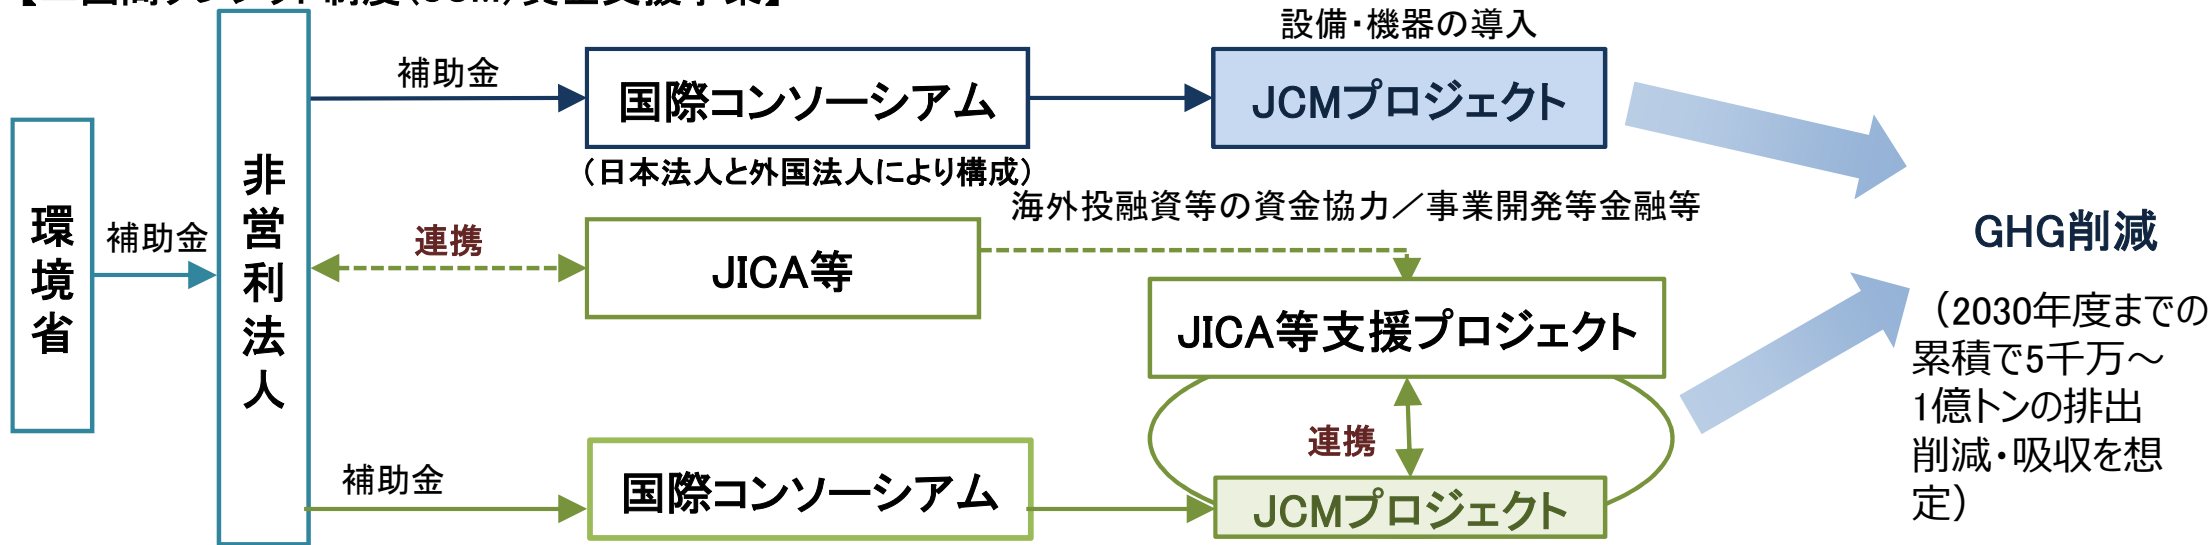 設備・機器の導入
補助金
国際コンソーシアム
JCMプロジェクト
(日本法人と外国法人により構成)
環境省
補助金
非営利法人
連携
JICA等
海外投融資等の資金協力／事業開発等金融等
JICA等支援プロジェクト
連携
補助金
国際コンソーシアム
JCMプロジェクト
GHG削減
（2030年度までの
累積で5千万～
1億トンの排出
削減・吸収を想
定）